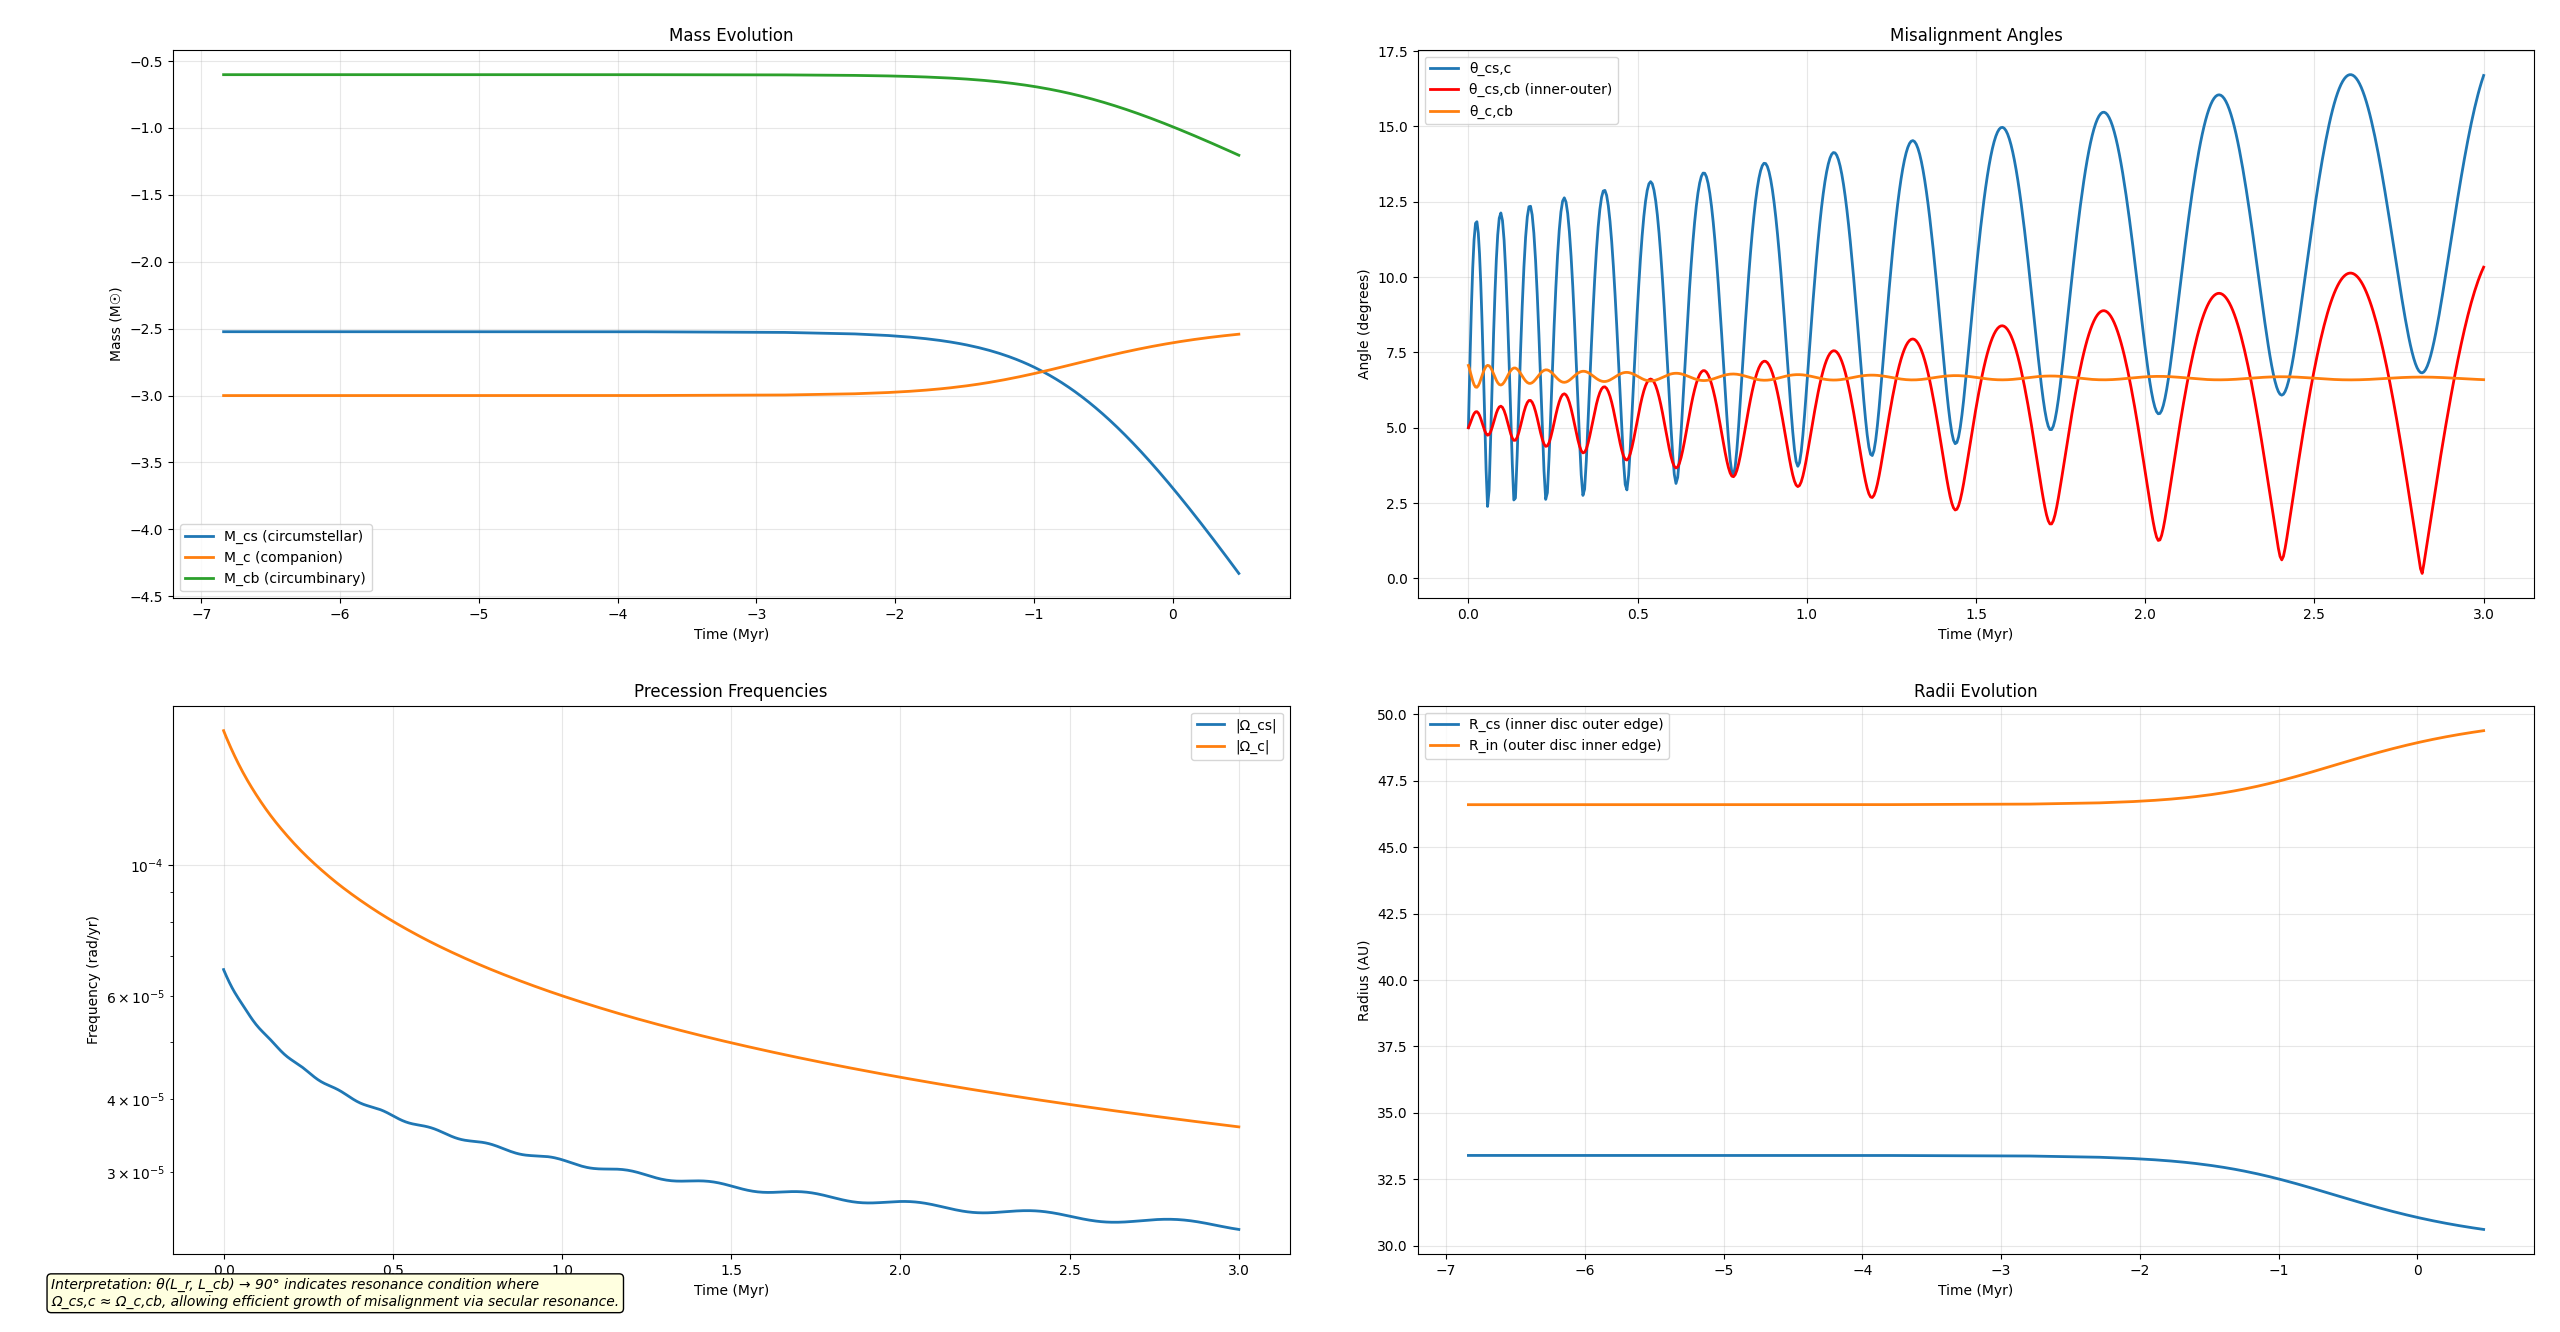 Mass Evolution
Mass (M☉)
−0.5
−1.0
−1.5
−2.0
−2.5
−3.0
−3.5
−4.0
−4.5
M_cs (circumstellar)
M_c (companion)
M_cb (circumbinary)
−7 −6 −5 −4 −3 −2 −1 0
Time (Myr)
Misalignment Angles
Angle (degrees)
17.5
15.0
12.5
10.0
7.5
5.0
2.5
0.0
θ_cs,c
θ_cs,cb (inner-outer)
θ_c,cb
0.0 0.5 1.0 1.5 2.0 2.5 3.0
Time (Myr)
Precession Frequencies
Frequency (rad/yr)
10⁻⁴
6 × 10⁻⁵
4 × 10⁻⁵
3 × 10⁻⁵
|Ω_cs|
|Ω_c|
0.0 0.5 1.0 1.5 2.0 2.5 3.0
Time (Myr)
Radii Evolution
Radius (AU)
50.0
47.5
45.0
42.5
40.0
37.5
35.0
32.5
30.0
R_cs (inner disc outer edge)
R_in (outer disc inner edge)
−7 −6 −5 −4 −3 −2 −1 0
Time (Myr)
Interpretation: θ(L_r, L_cb) → 90° indicates resonance condition where
Ω_cs,c ≈ Ω_c,cb, allowing efficient growth of misalignment via secular resonance.